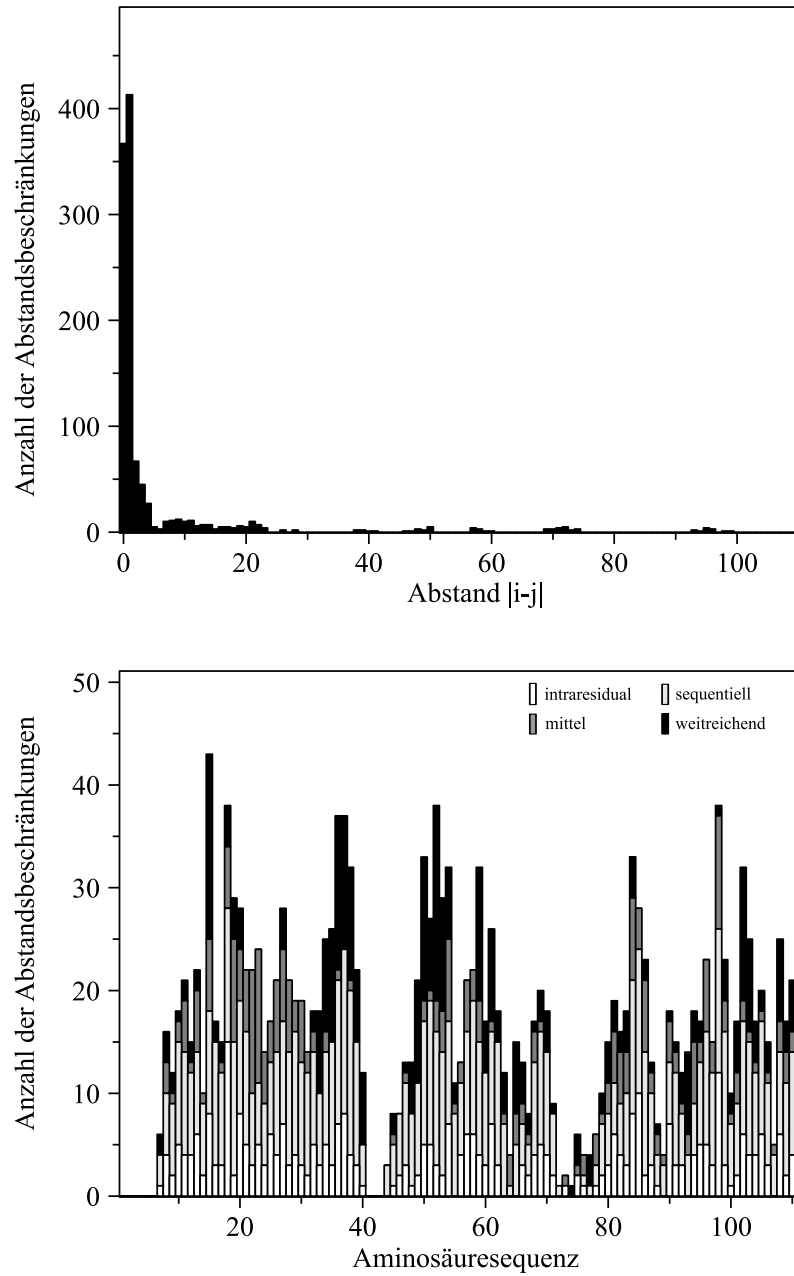 Anzahl der Abstandsbeschränkungen
400
300
200
100
0
0 20 40 60 80 100
Abstand |i-j|
Anzahl der Abstandsbeschränkungen
50
40
30
20
10
0
intraresidual sequentiell
mittel weitreichend
20 40 60 80 100
Aminosäuresequenz